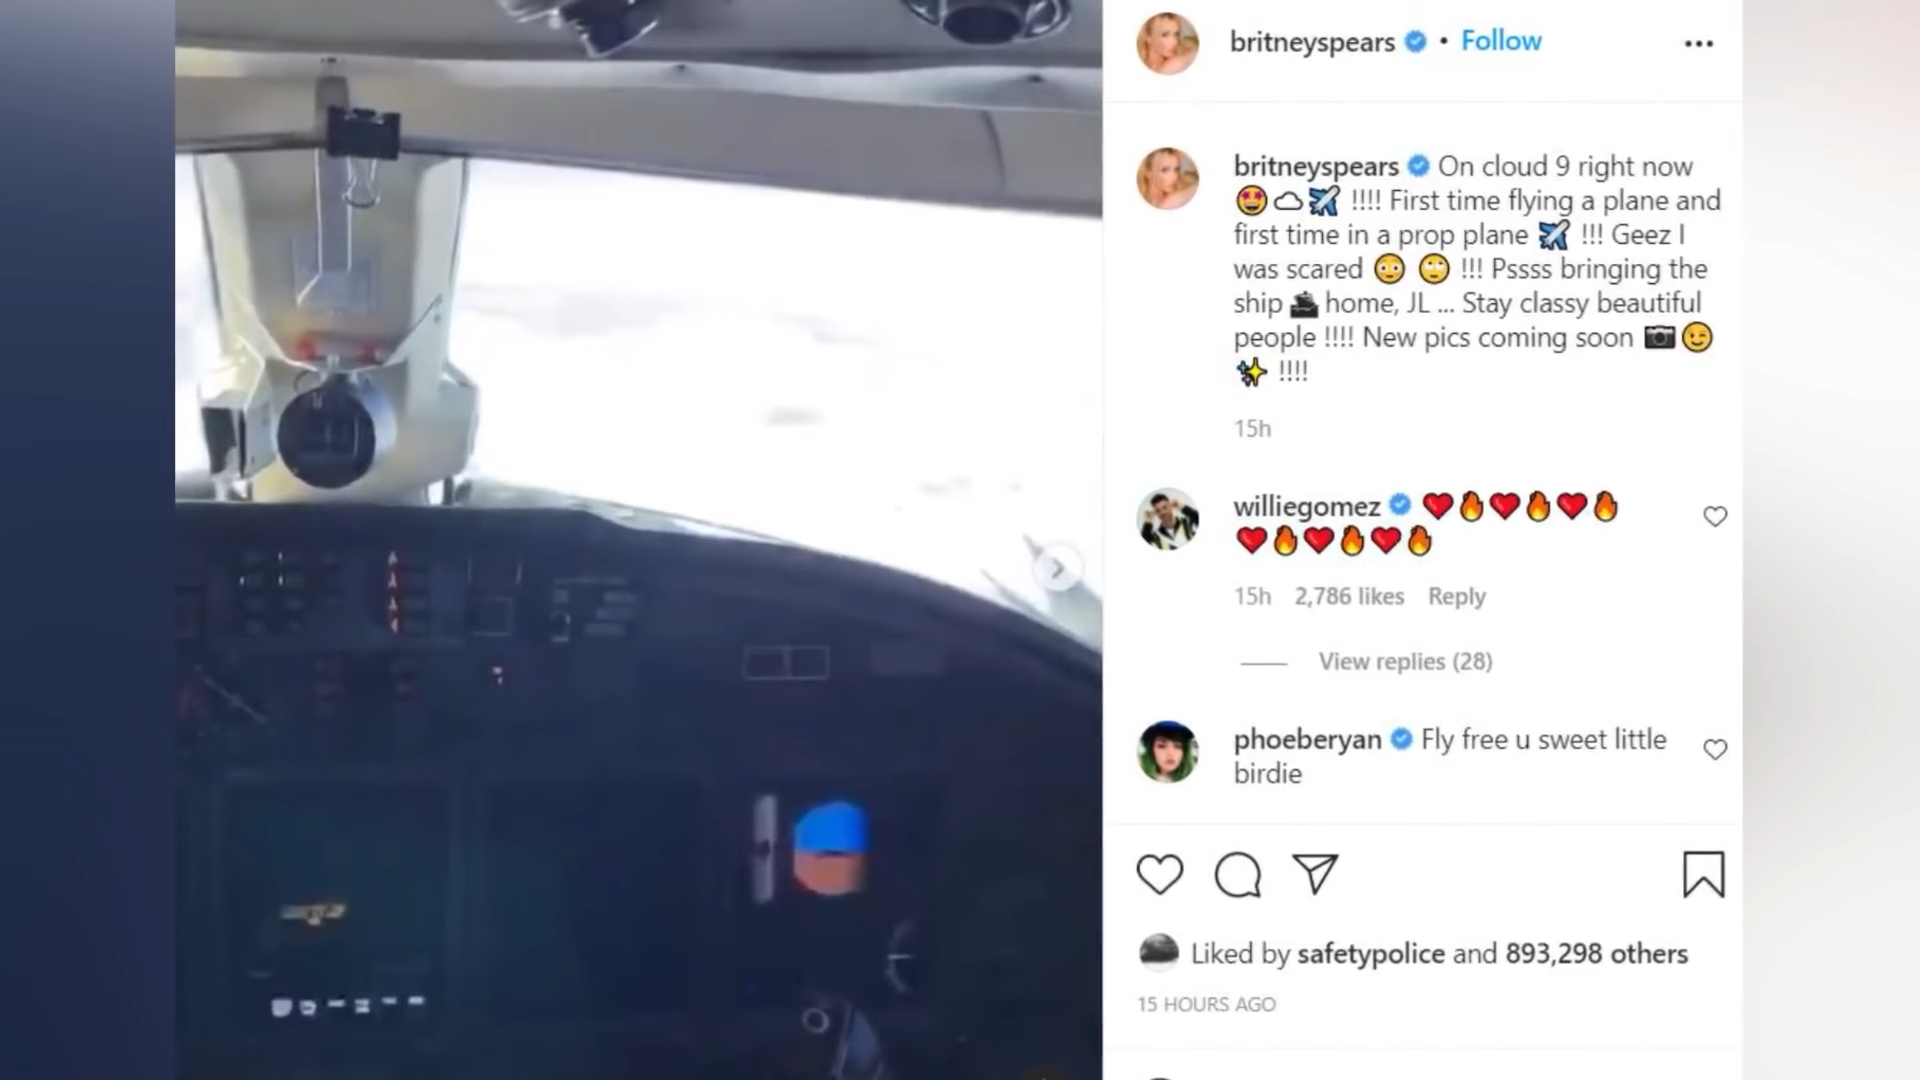 britneyspears • Follow
britneyspears On cloud 9 right now
🤩☁✈ !!!! First time flying a plane and
first time in a prop plane ✈ !!! Geez I
was scared 😳 🙄 !!! Pssss bringing the
ship 🚢 home, JL ... Stay classy beautiful
people !!!! New pics coming soon 📷😉
✨ !!!!
15h
williegomez ❤🔥❤🔥❤🔥
❤🔥❤🔥❤🔥
15h 2,786 likes Reply
View replies (28)
phoeberyan Fly free u sweet little
birdie
Liked by safetypolice and 893,298 others
15 HOURS AGO